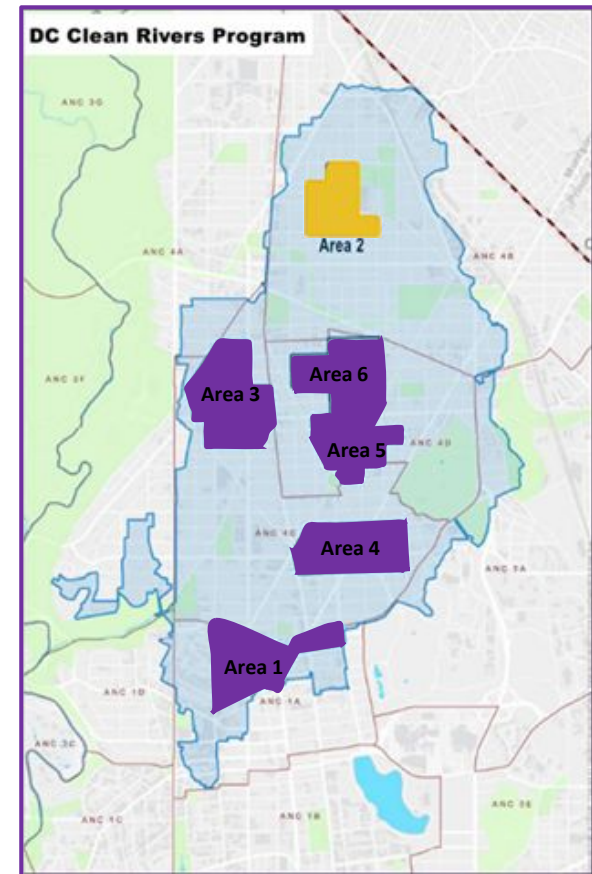 DC Clean Rivers Program
ANC 3G
ANC 4A
Area 2
ANC 4B
Area 6
Area 3
ANC 3F
Area 5
ANC 4D
ANC 4C
Area 4
ANC 5A
Area 1
ANC 1D
ANC 1A
ANC 3C
ANC 1B
ANC 5E
ANC 1C